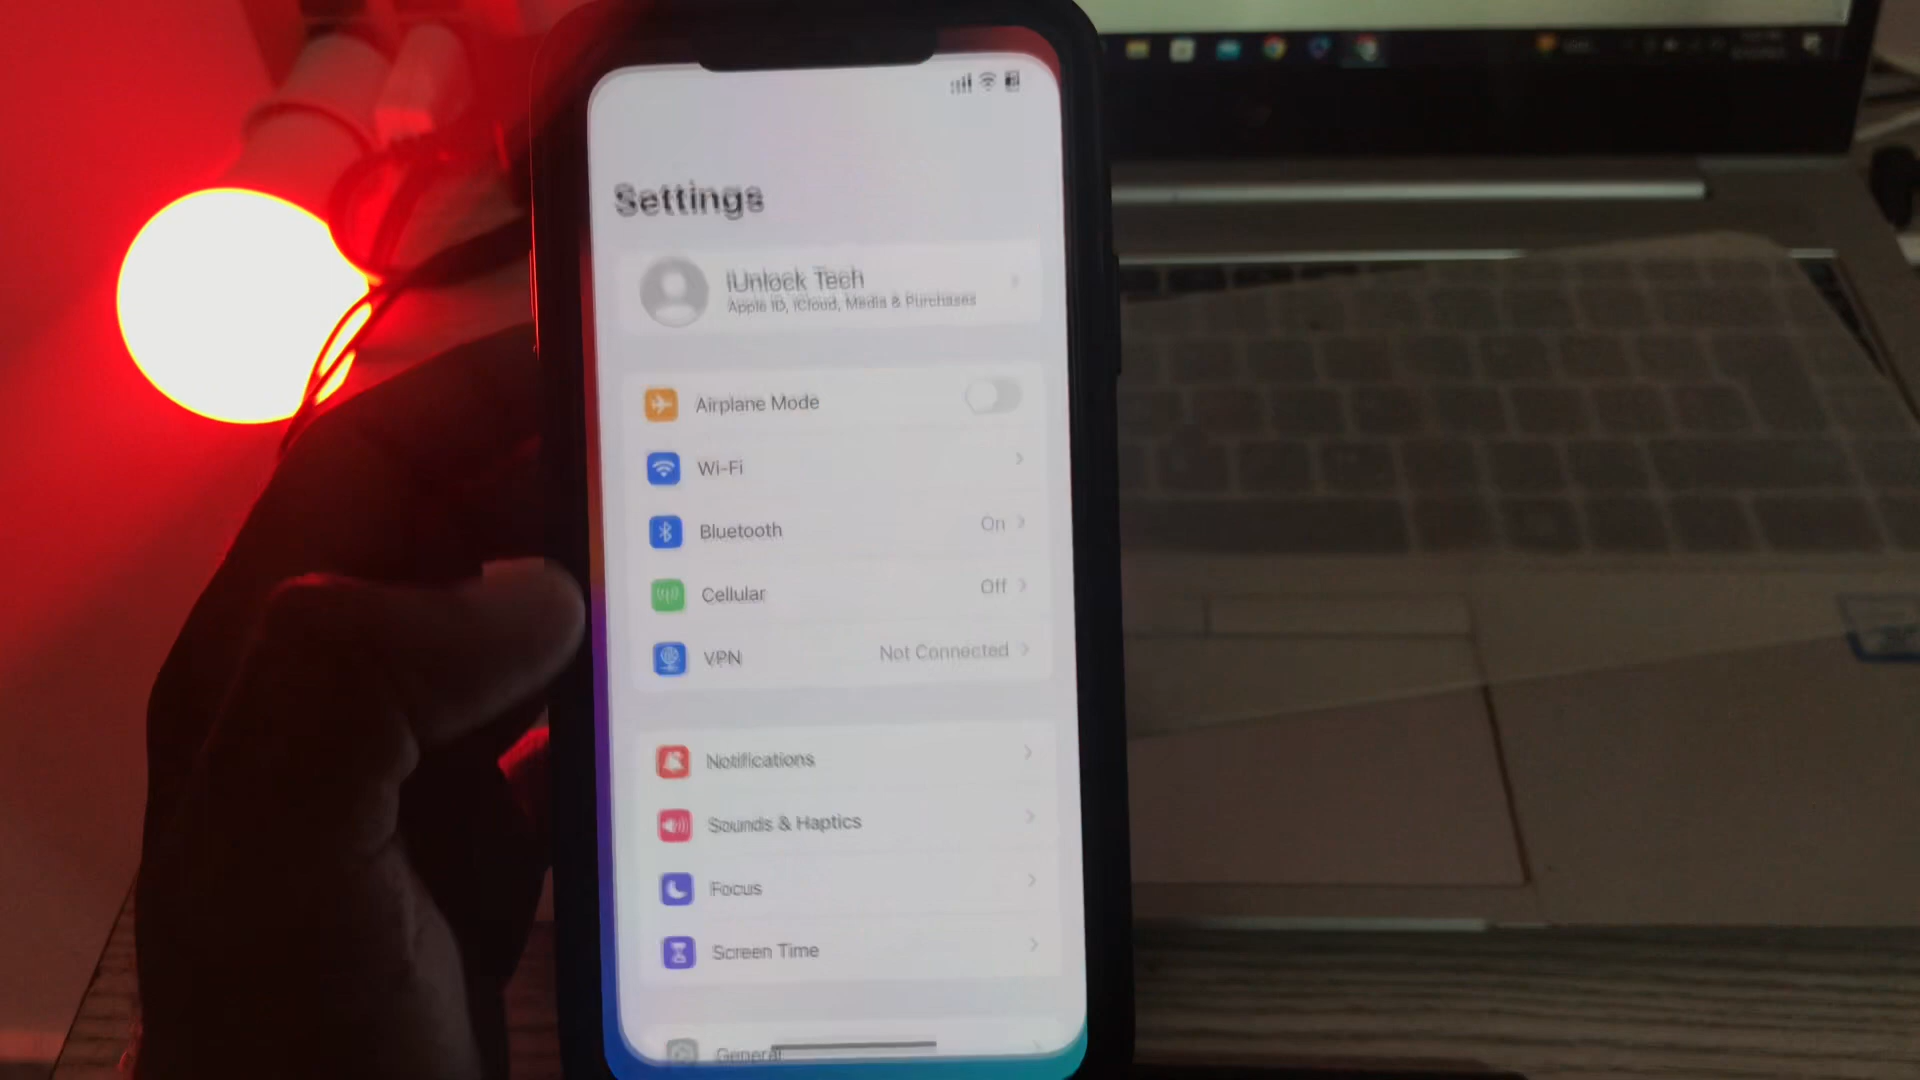 Settings
iUnlock Tech
Apple ID, iCloud, Media & Purchases
Airplane Mode
Wi-Fi
Bluetooth On
Cellular Off
VPN Not Connected
Notifications
Sounds & Haptics
Focus
Screen Time
General